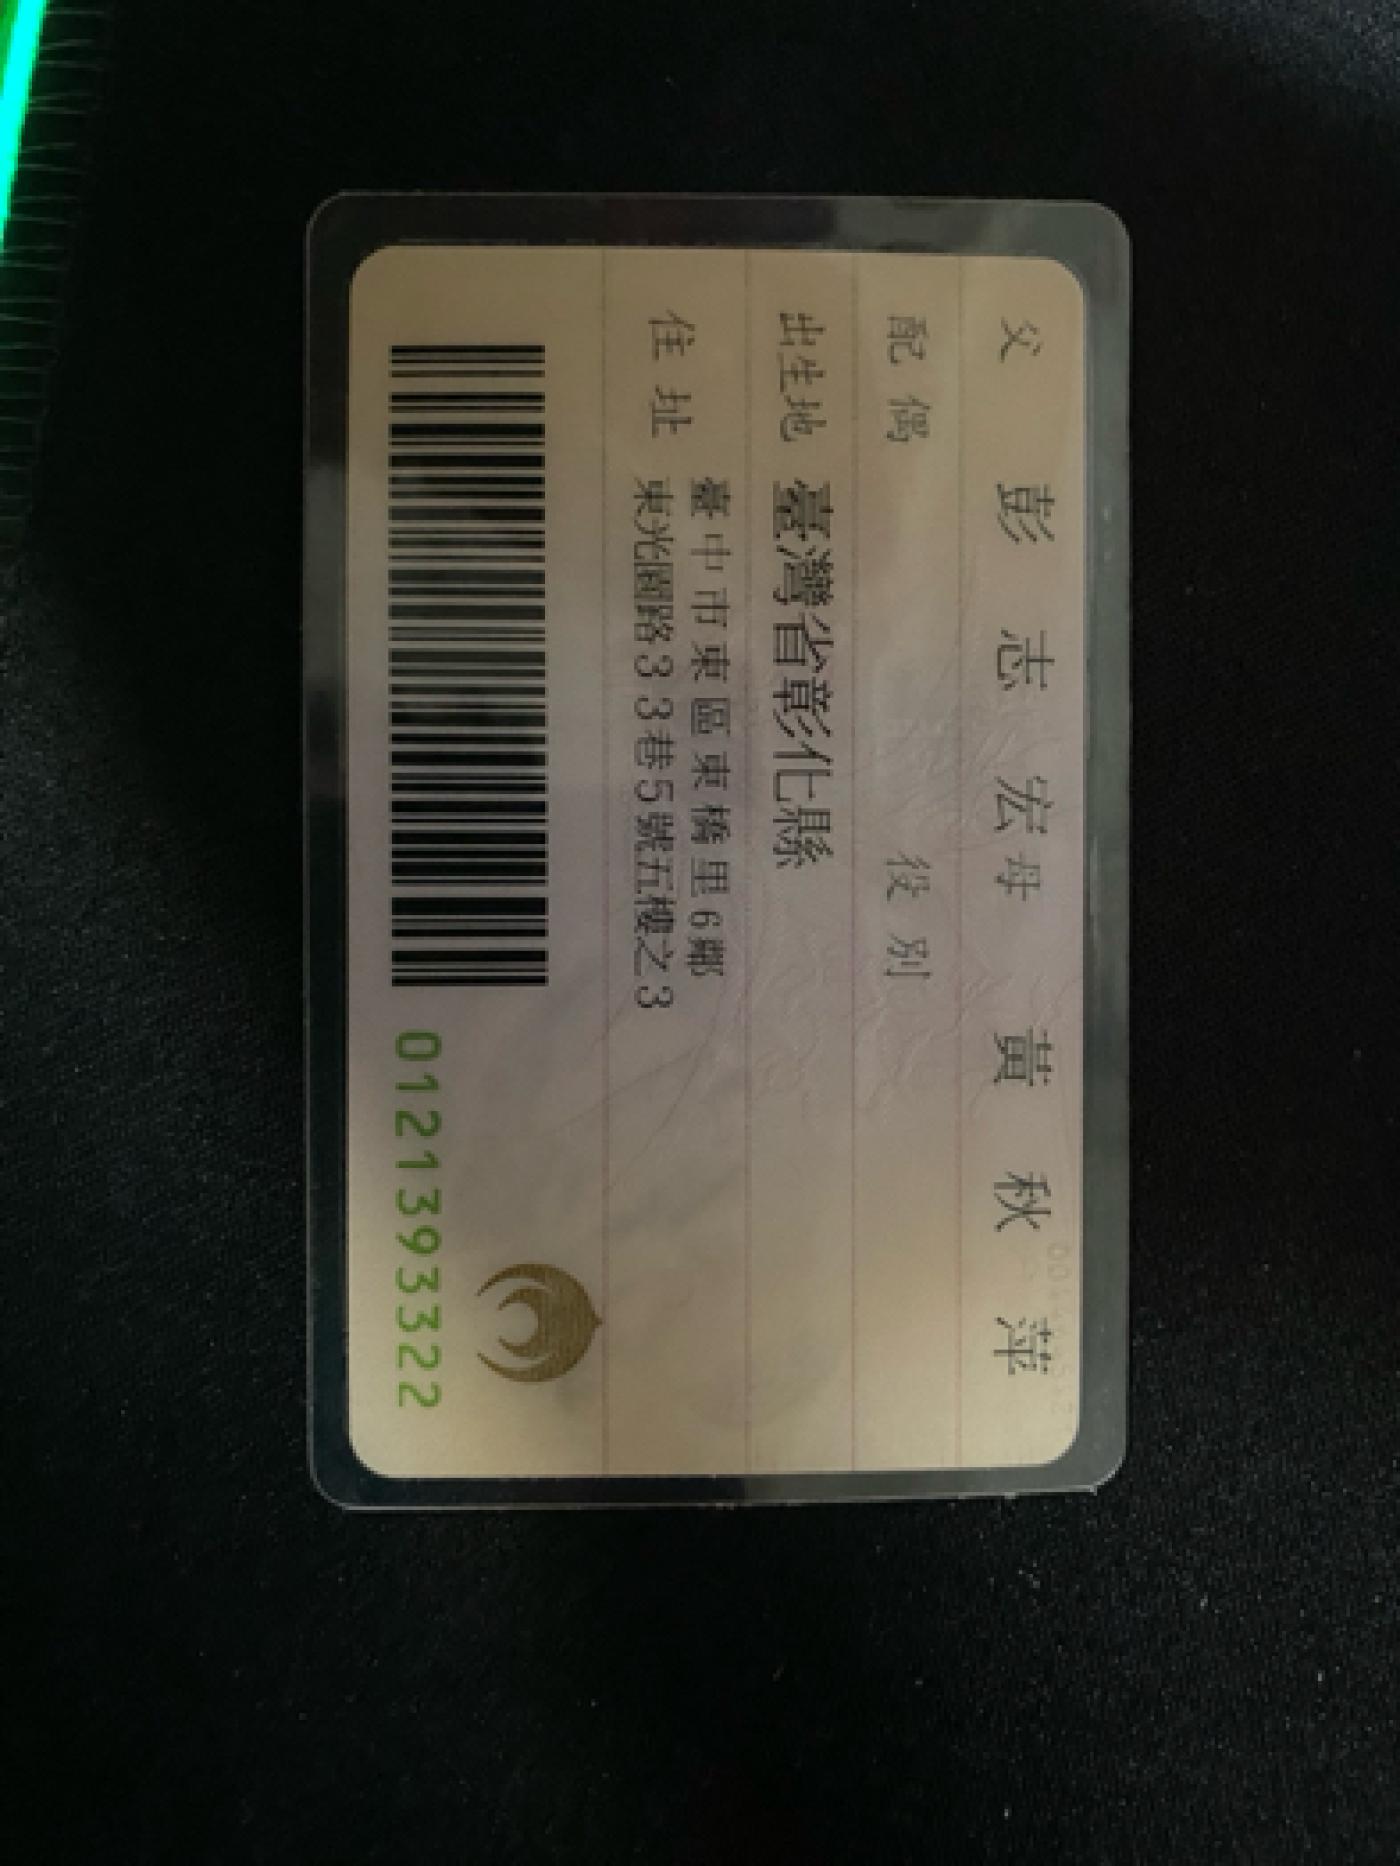 父 彭志宏 母 黃秋萍
配偶 役別
出生地 臺灣省彰化縣
住址 臺中市東區東橋里6鄰
東光園路33巷5號五樓之3
0121393322